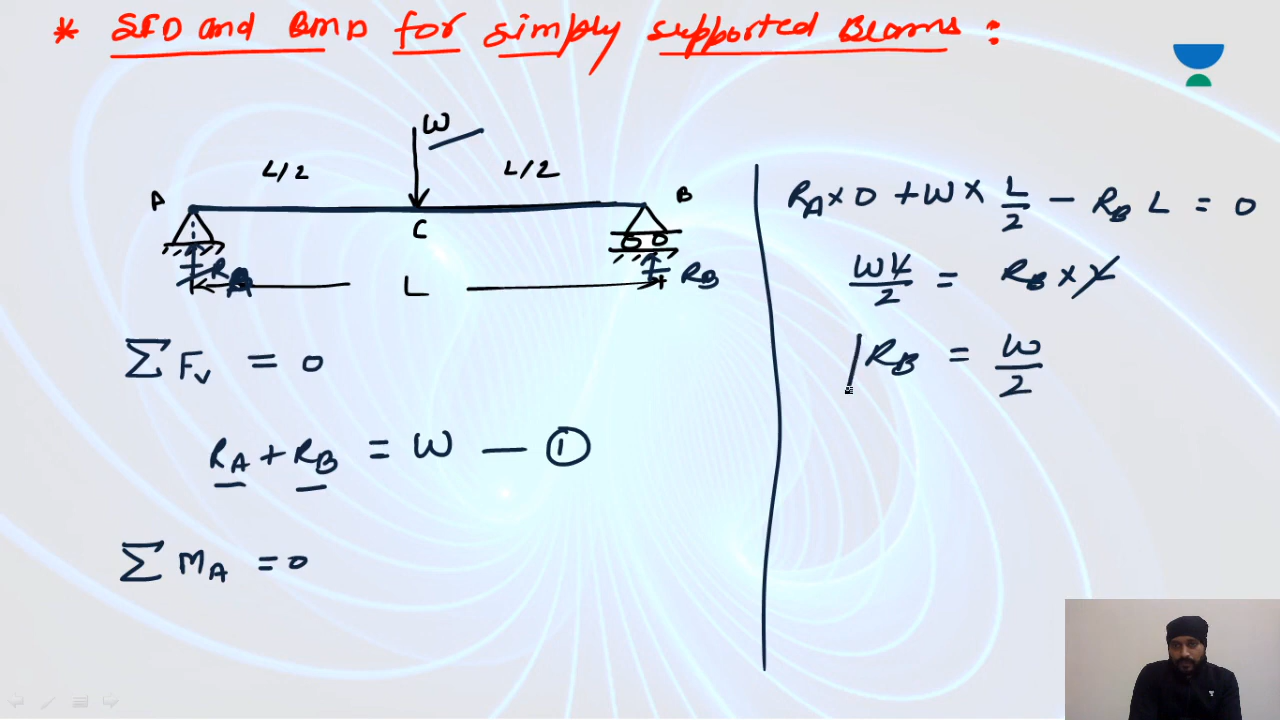 * SFD and BMD for simply supported Beams :
W
L/2 L/2
A B
C
RA RB
L
ΣFv = 0
RA + RB = W — ①
ΣMA = 0
RA × 0 + W × L/2 − RB L = 0
WL/2 = RB × L
RB = W/2